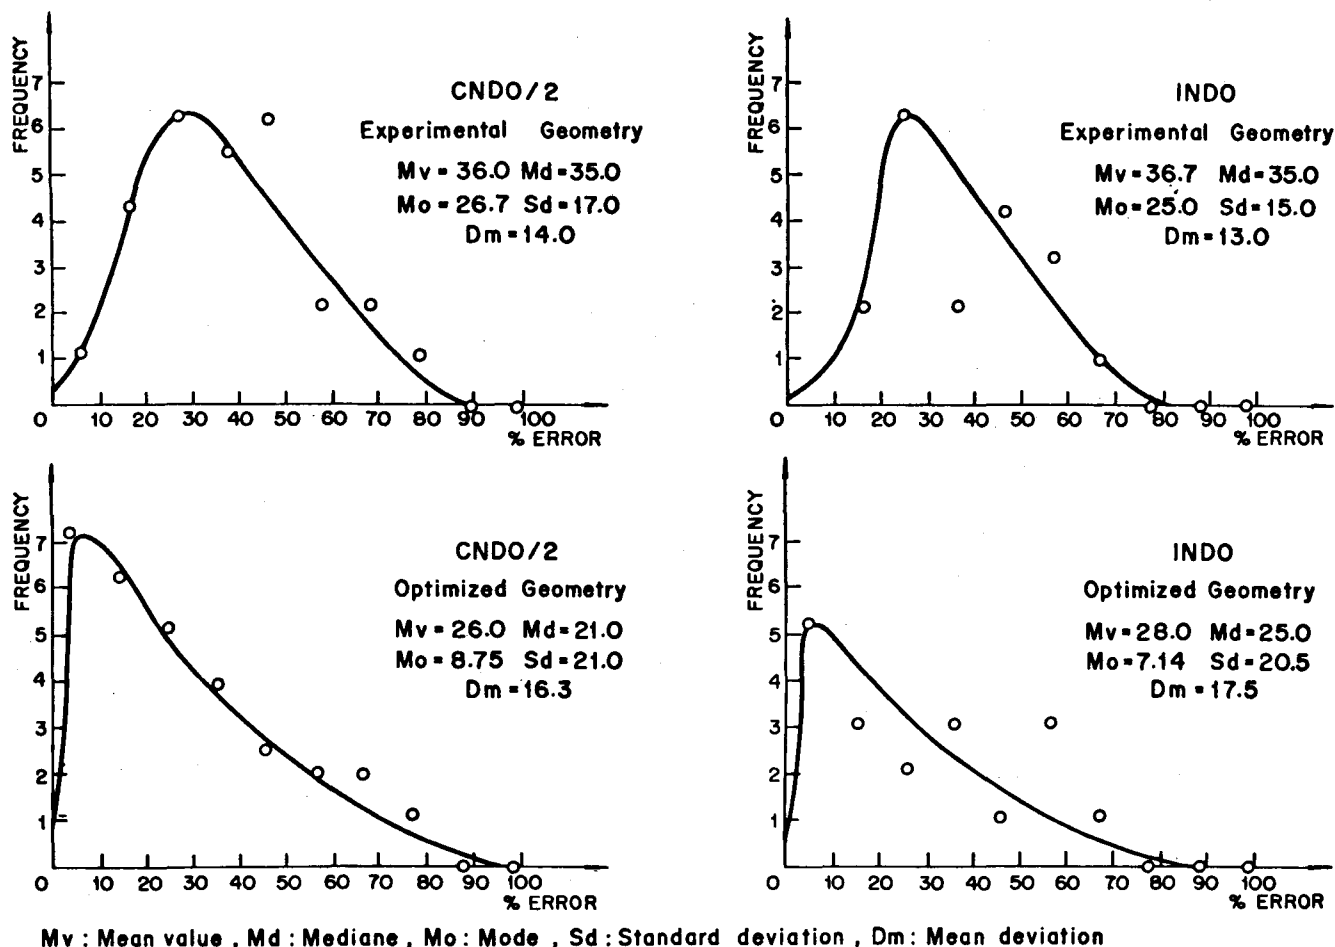 FREQUENCY
7
6
5
4
3
2
1
0 10 20 30 40 50 60 70 80 90 100
% ERROR
CNDO/2
Experimental Geometry
Mv = 36.0 Md = 35.0
Mo = 26.7 Sd = 17.0
Dm = 14.0
FREQUENCY
7
6
5
4
3
2
1
0 10 20 30 40 50 60 70 80 90 100
% ERROR
INDO
Experimental Geometry
Mv = 36.7 Md = 35.0
Mo = 25.0 Sd = 15.0
Dm = 13.0
FREQUENCY
7
6
5
4
3
2
1
0 10 20 30 40 50 60 70 80 90 100
% ERROR
CNDO/2
Optimized Geometry
Mv = 26.0 Md = 21.0
Mo = 8.75 Sd = 21.0
Dm = 16.3
FREQUENCY
7
6
5
4
3
2
1
0 10 20 30 40 50 60 70 80 90 100
% ERROR
INDO
Optimized Geometry
Mv = 28.0 Md = 25.0
Mo = 7.14 Sd = 20.5
Dm = 17.5
Mv : Mean value , Md : Mediane , Mo : Mode , Sd : Standard deviation , Dm : Mean deviation